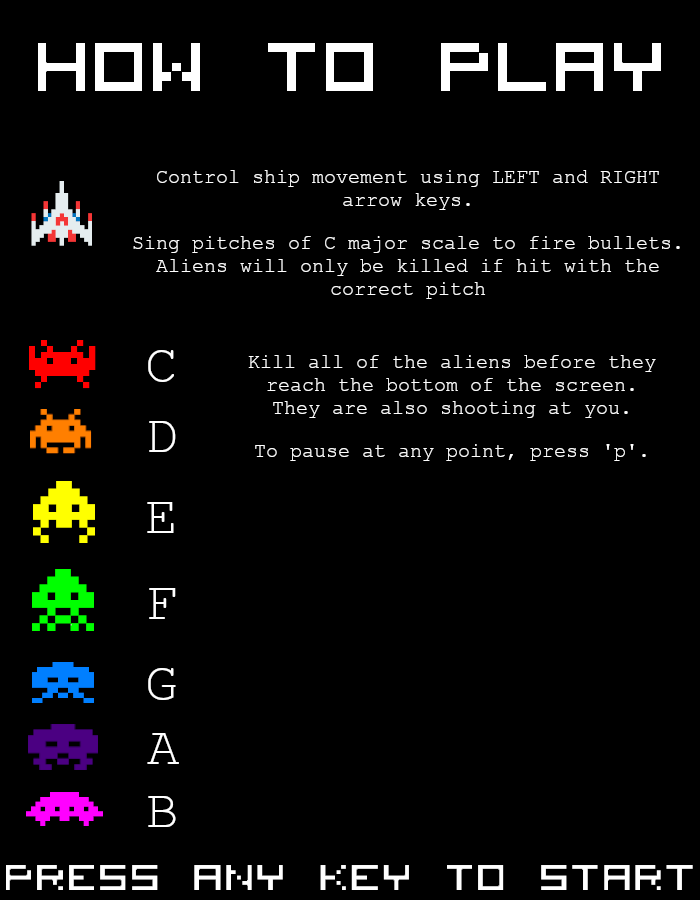 HOW TO PLAY
Control ship movement using LEFT and RIGHT
arrow keys.
Sing pitches of C major scale to fire bullets.
Aliens will only be killed if hit with the
correct pitch
C
Kill all of the aliens before they
reach the bottom of the screen.
They are also shooting at you.
D
To pause at any point, press 'p'.
E
F
G
A
B
PRESS ANY KEY TO START